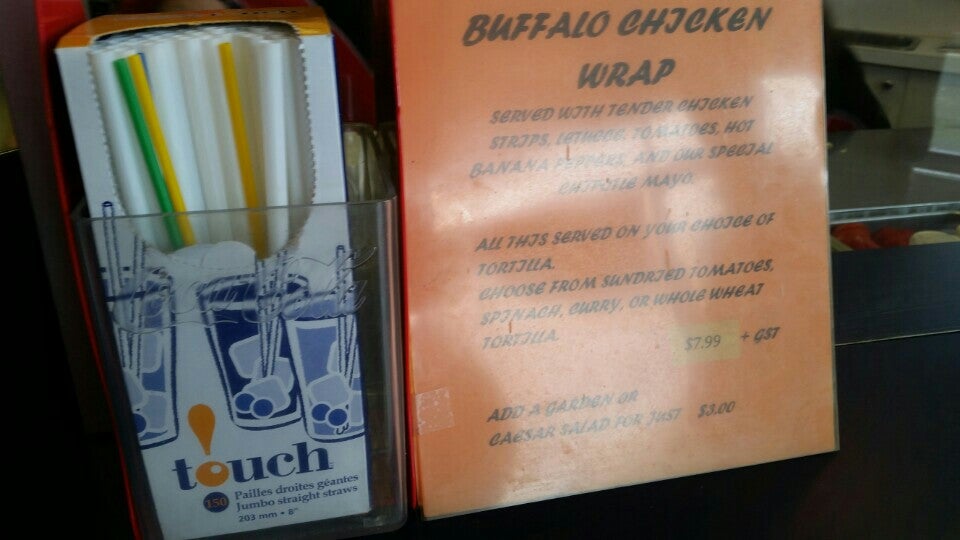 BUFFALO CHICKEN
WRAP
SERVED WITH TENDER CHICKEN
STRIPS, LETUCCE, TOMATOES, HOT
BANANA PEPPERS, AND OUR SPECIAL
CHIPOTLE MAYO.
ALL THIS SERVED ON YOUR CHOICE OF
TORTILLA.
CHOOSE FROM SUNDRIED TOMATOES,
SPINACH, CURRY, OR WHOLE WHEAT
TORTILLA.
$7.99 + GST
ADD A GARDEN OR
CAESAR SALAD FOR JUST $3.00
touch
150 Pailles droites géantes
Jumbo straight straws
203 mm • 8"